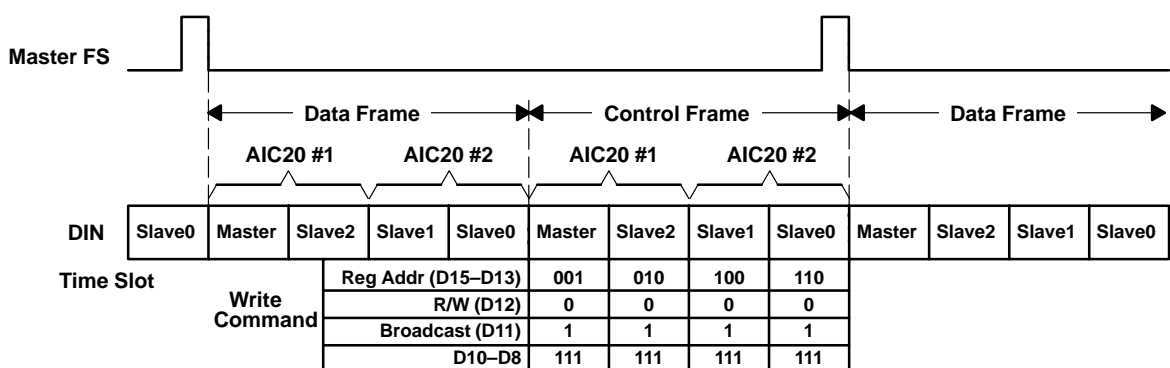 Master FS
Data Frame Control Frame Data Frame
AIC20 #1 AIC20 #2 AIC20 #1 AIC20 #2
DIN Slave0 Master Slave2 Slave1 Slave0 Master Slave2 Slave1 Slave0 Master Slave2 Slave1 Slave0
Time Slot
Write Command
Reg Addr (D15–D13) 001 010 100 110
R/W (D12) 0 0 0 0
Broadcast (D11) 1 1 1 1
D10–D8 111 111 111 111